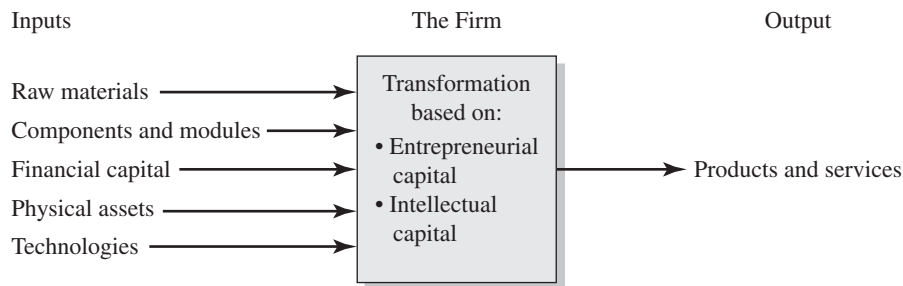 Inputs
The Firm
Output
Raw materials
Components and modules
Financial capital
Physical assets
Technologies
Transformation
based on:
• Entrepreneurial
capital
• Intellectual
capital
Products and services